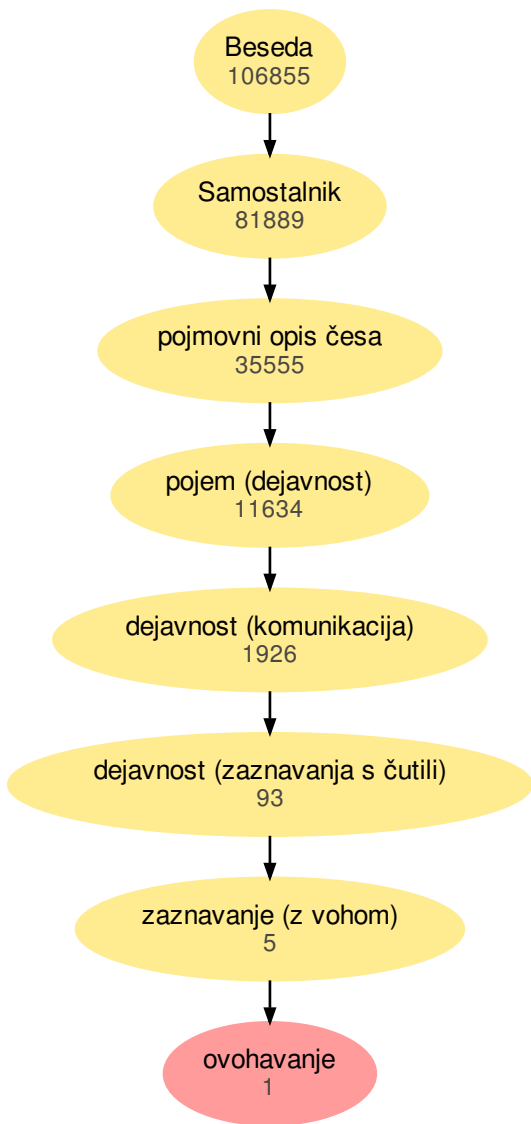 Beseda
106855
Samostalnik
81889
pojmovni opis česa
35555
pojem (dejavnost)
11634
dejavnost (komunikacija)
1926
dejavnost (zaznavanja s čutili)
93
zaznavanje (z vohom)
5
ovohavanje
1